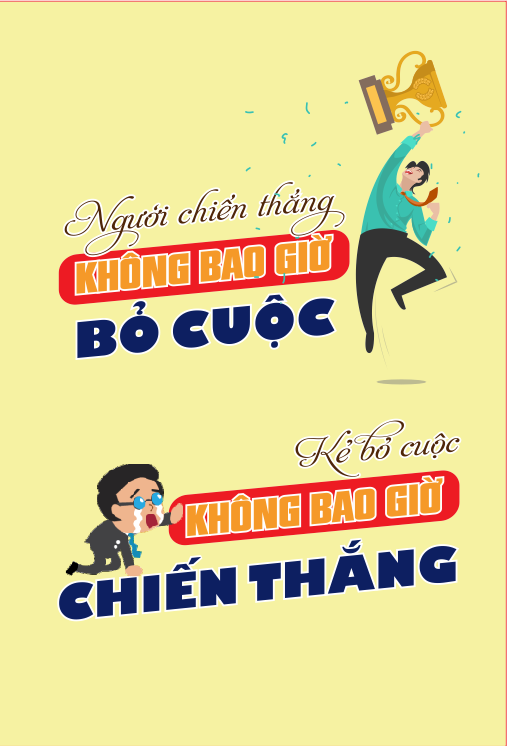 Người chiến thắng
KHÔNG BAO GIỜ
BỎ CUỘC
Kẻ bỏ cuộc
KHÔNG BAO GIỜ
CHIẾN THẮNG